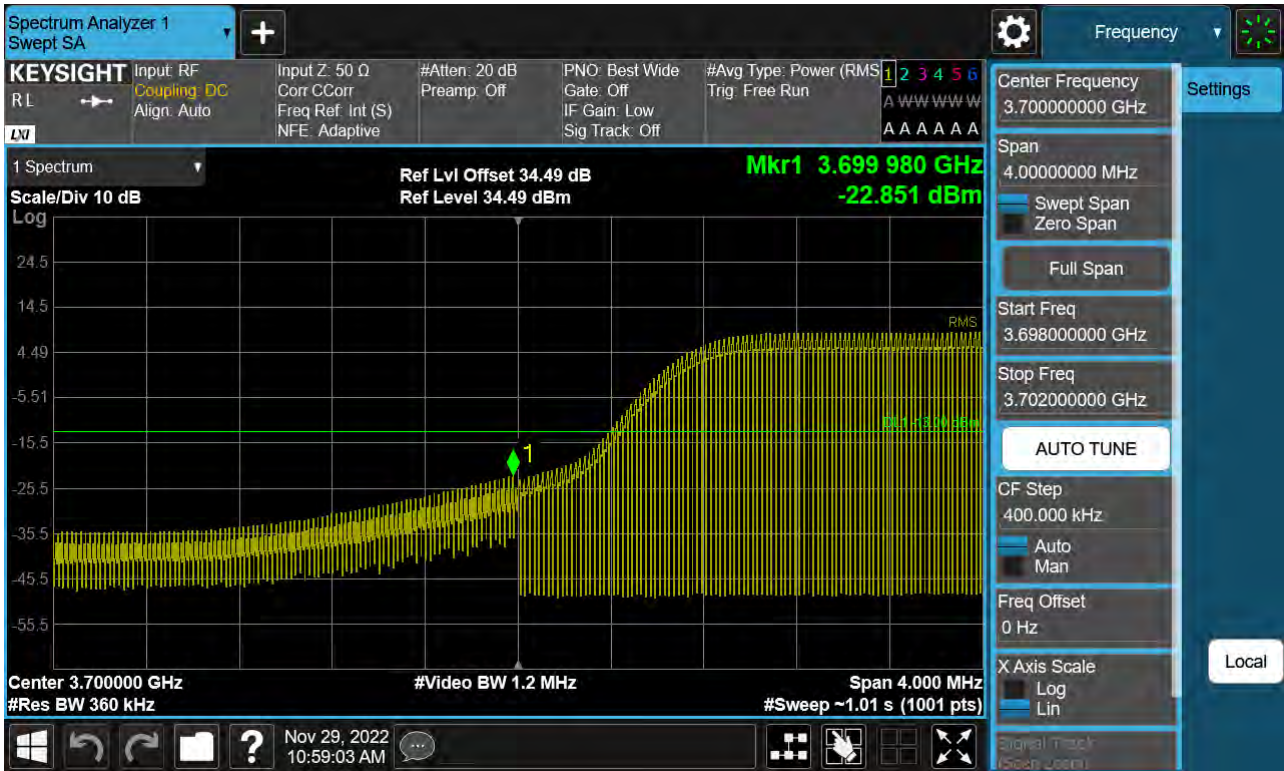 Spectrum Analyzer 1
Swept SA
Frequency
KEYSIGHT
RL
LXI
Input: RF
Coupling: DC
Align: Auto
Input Z: 50 Ω
Corr CCorr
Freq Ref: Int (S)
NFE: Adaptive
#Atten: 20 dB
Preamp: Off
PNO: Best Wide
Gate: Off
IF Gain: Low
Sig Track: Off
#Avg Type: Power (RMS
Trig: Free Run
1 2 3 4 5 6
A W W W W W
A A A A A A
1 Spectrum
Scale/Div 10 dB
Log
Ref Lvl Offset 34.49 dB
Ref Level 34.49 dBm
Mkr1 3.699 980 GHz
-22.851 dBm
24.5
14.5
4.49
-5.51
-15.5
-25.5
-35.5
-45.5
-55.5
RMS
DL1 -13.00 dBm
1
Center 3.700000 GHz
#Res BW 360 kHz
#Video BW 1.2 MHz
Span 4.000 MHz
#Sweep ~1.01 s (1001 pts)
Nov 29, 2022
10:59:03 AM
Center Frequency
3.700000000 GHz
Span
4.00000000 MHz
Swept Span
Zero Span
Full Span
Start Freq
3.698000000 GHz
Stop Freq
3.702000000 GHz
AUTO TUNE
CF Step
400.000 kHz
Auto
Man
Freq Offset
0 Hz
X Axis Scale
Log
Lin
Signal Track
(Span Zoom)
Settings
Local